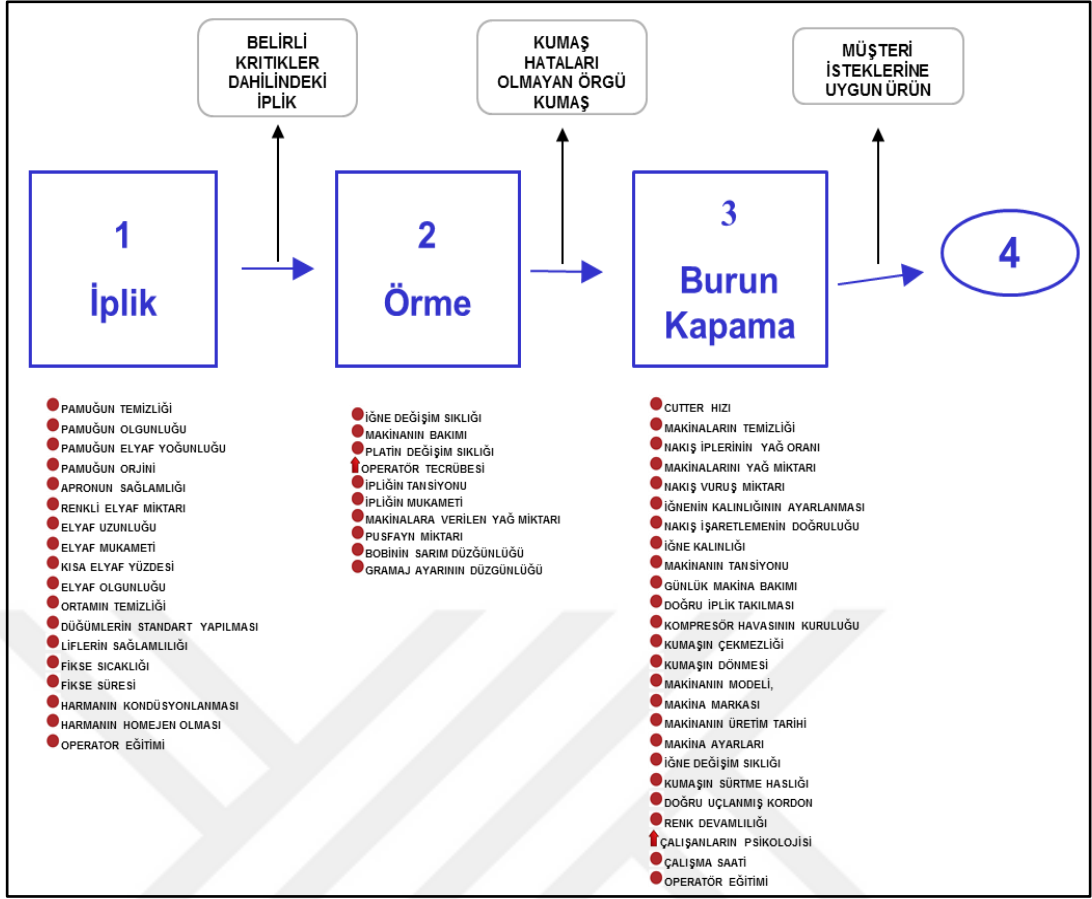 BELİRLİ
KRITIKLER
DAHİLİNDEKİ
İPLİK
KUMAŞ
HATALARI
OLMAYAN ÖRGÜ
KUMAŞ
MÜŞTERİ
İSTEKLERINE
UYGUN ÜRÜN
1
İplik
2
Örme
3
Burun
Kapama
4
PAMUĞUN TEMİZLİĞİ
PAMUĞUN OLGUNLUĞU
PAMUĞUN ELYAF YOĞUNLUĞU
PAMUĞUN ORJİNİ
APRONUN SAĞLAMLIĞI
RENKLİ ELYAF MİKTARI
ELYAF UZUNLUĞU
ELYAF MUKAMETİ
KISA ELYAF YÜZDESİ
ELYAF OLGUNLUĞU
ORTAMIN TEMİZLİĞİ
DÜĞÜMLERİN STANDART YAPILMASI
LİFLERİN SAĞLAMLILIĞI
FİKSE SICAKLIĞI
FİKSE SÜRESİ
HARMANIN KONDÜSYONLANMASI
HARMANIN HOMEJEN OLMASI
OPERATOR EĞİTİMİ
İĞNE DEĞİŞİM SIKLIĞI
MAKİNANIN BAKIMI
PLATİN DEĞİŞİM SIKLIĞI
OPERATÖR TECRÜBESİ
İPLİĞİN TANSİYONU
İPLİĞİN MUKAMETİ
MAKİNALARA VERİLEN YAĞ MİKTARI
PUSFAYN MİKTARI
BOBİNİN SARIM DÜZĞÜNLÜĞÜ
GRAMAJ AYARININ DÜZGÜNLÜĞÜ
CUTTER HIZI
MAKİNALARIN TEMİZLİĞİ
NAKIŞ İPLERİNİN YAĞ ORANI
MAKİNALARINI YAĞ MİKTARI
NAKIŞ VURUŞ MİKTARI
İĞNENİN KALINLIĞININ AYARLANMASI
NAKIŞ İŞARETLEMENİN DOĞRULUĞU
İĞNE KALINLIĞI
MAKİNANIN TANSİYONU
GÜNLÜK MAKİNA BAKIMI
DOĞRU İPLİK TAKILMASI
KOMPRESÖR HAVASININ KURULUĞU
KUMAŞIN ÇEKMEZLİĞİ
KUMAŞIN DÖNMESİ
MAKİNANIN MODELİ,
MAKİNA MARKASI
MAKİNANIN ÜRETİM TARİHİ
MAKİNA AYARLARI
İĞNE DEĞİŞİM SIKLIĞI
KUMAŞIN SÜRTME HASLIĞI
DOĞRU UÇLANMIŞ KORDON
RENK DEVAMLILIĞI
ÇALIŞANLARIN PSİKOLOJİSİ
ÇALIŞMA SAATİ
OPERATÖR EĞİTİMİ